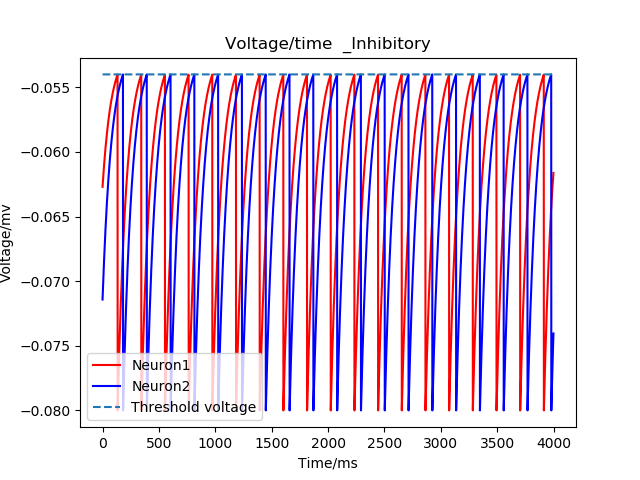 Voltage/time _Inhibitory
Voltage/mv
−0.055
−0.060
−0.065
−0.070
−0.075
−0.080
Neuron1
Neuron2
Threshold voltage
0 500 1000 1500 2000 2500 3000 3500 4000
Time/ms